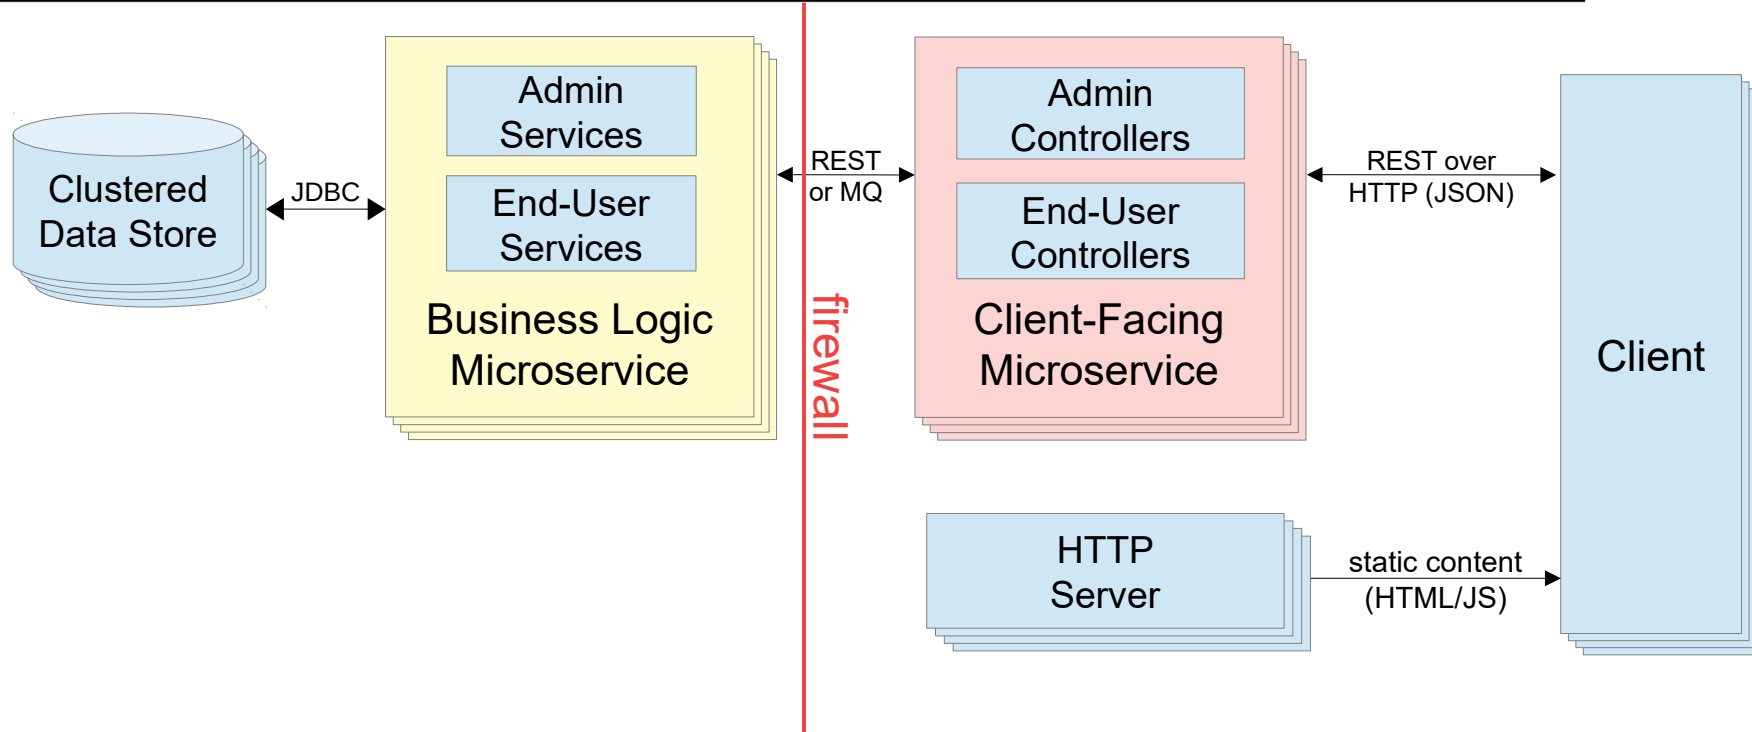 Clustered
Data Store
JDBC
Admin
Services
End-User
Services
Business Logic
Microservice
firewall
REST
or MQ
Admin
Controllers
End-User
Controllers
Client-Facing
Microservice
REST over
HTTP (JSON)
HTTP
Server
static content
(HTML/JS)
Client